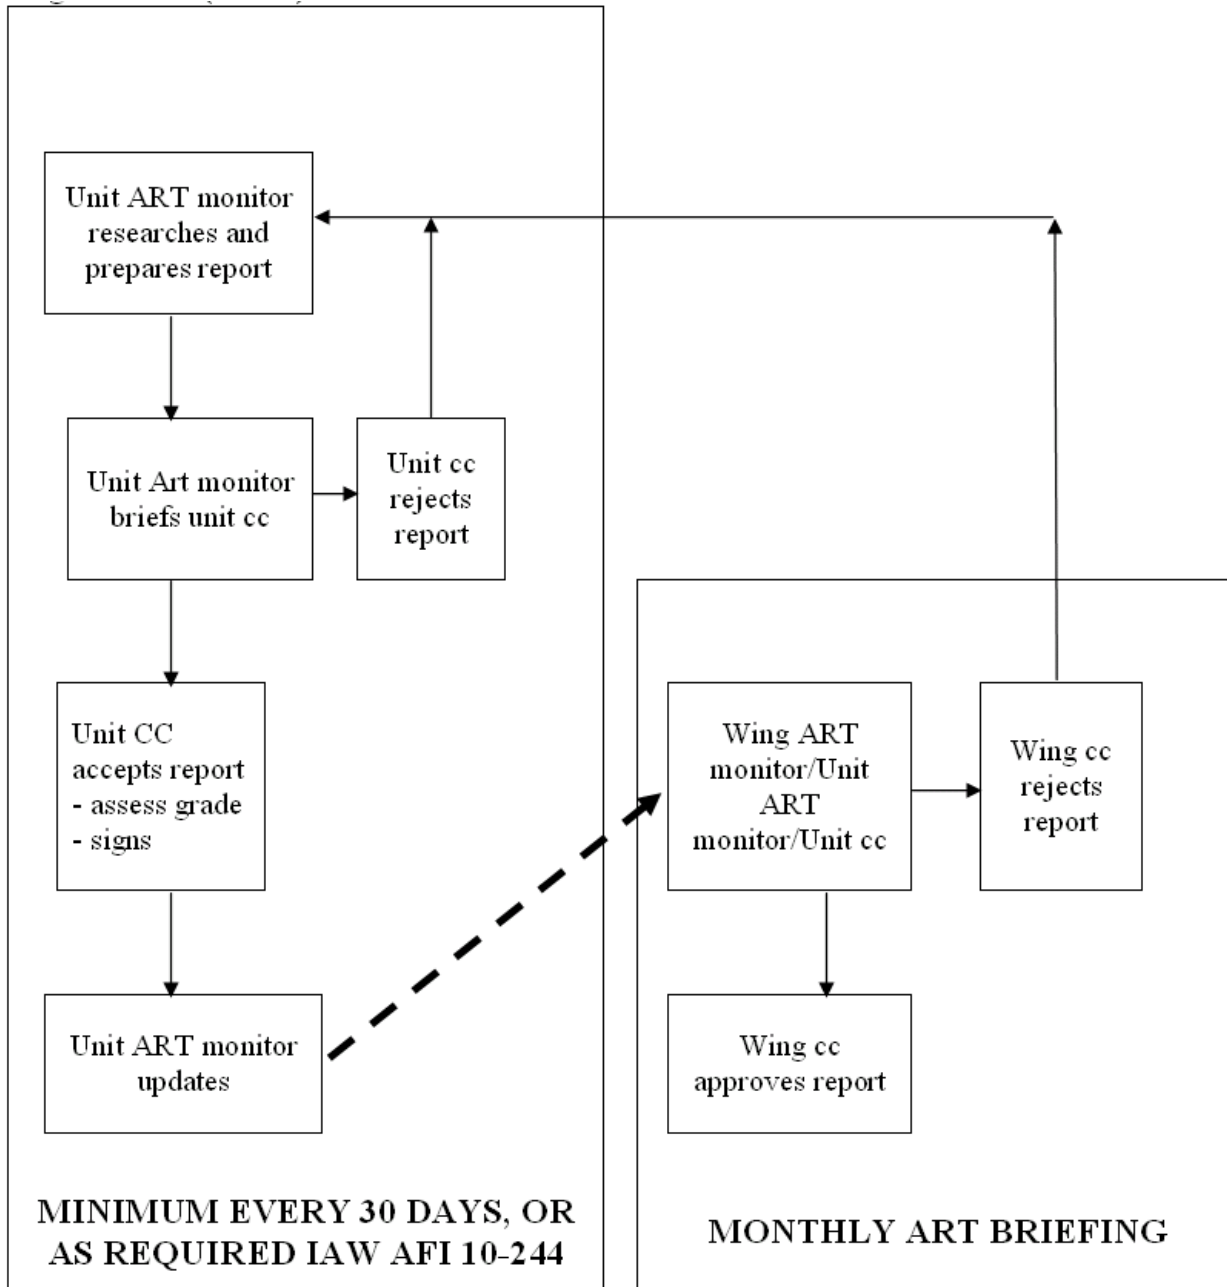 Unit ART monitor
researches and
prepares report
Unit Art monitor
briefs unit cc
Unit cc
rejects
report
Unit CC
accepts report
- assess grade
- signs
Unit ART monitor
updates
MINIMUM EVERY 30 DAYS, OR
AS REQUIRED IAW AFI 10-244
Wing ART
monitor/Unit
ART
monitor/Unit cc
Wing cc
rejects
report
Wing cc
approves report
MONTHLY ART BRIEFING